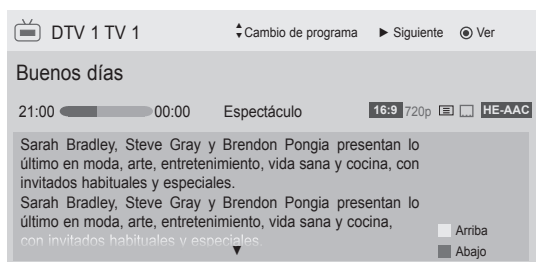 DTV 1 TV 1 Cambio de programa Siguiente Ver
Buenos días
21:00 00:00 Espectáculo 16:9 720p HE-AAC
Sarah Bradley, Steve Gray y Brendon Pongia presentan lo
último en moda, arte, entretenimiento, vida sana y cocina, con
invitados habituales y especiales.
Sarah Bradley, Steve Gray y Brendon Pongia presentan lo
último en moda, arte, entretenimiento, vida sana y cocina,
con invitados habituales y especiales.
Arriba
Abajo